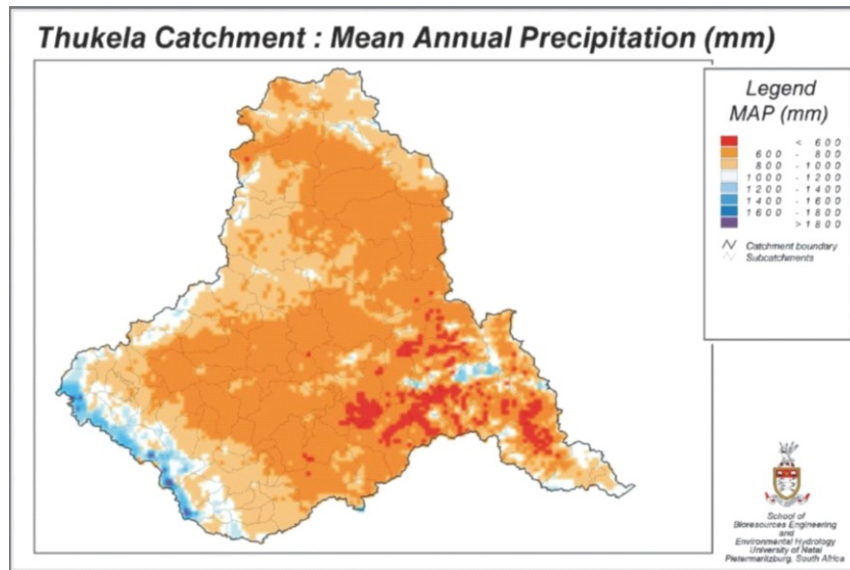 Thukela Catchment : Mean Annual Precipitation (mm)
Legend
MAP (mm)
< 600
600 - 800
800 - 1000
1000 - 1200
1200 - 1400
1400 - 1600
1600 - 1800
>1800
Catchment boundary
Subcatchments
School of
Bioresources Engineering
and
Environmental Hydrology
University of Natal
Pietermaritzburg, South Africa